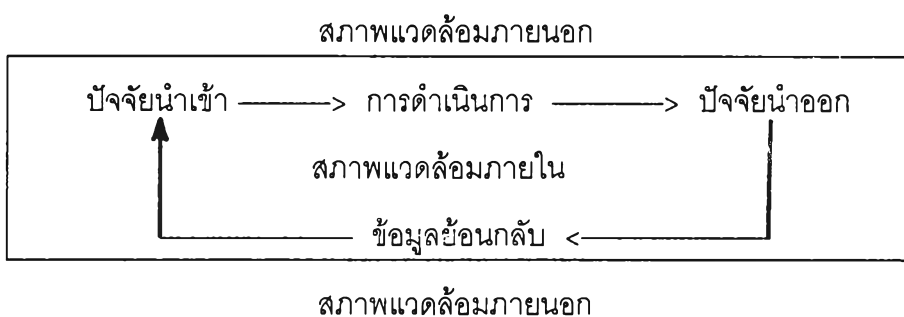 สภาพแวดล้อมภายนอก
ปัจจัยนำเข้า การดำเนินการ ปัจจัยนำออก
สภาพแวดล้อมภายใน
ข้อมูลย้อนกลับ
สภาพแวดล้อมภายนอก